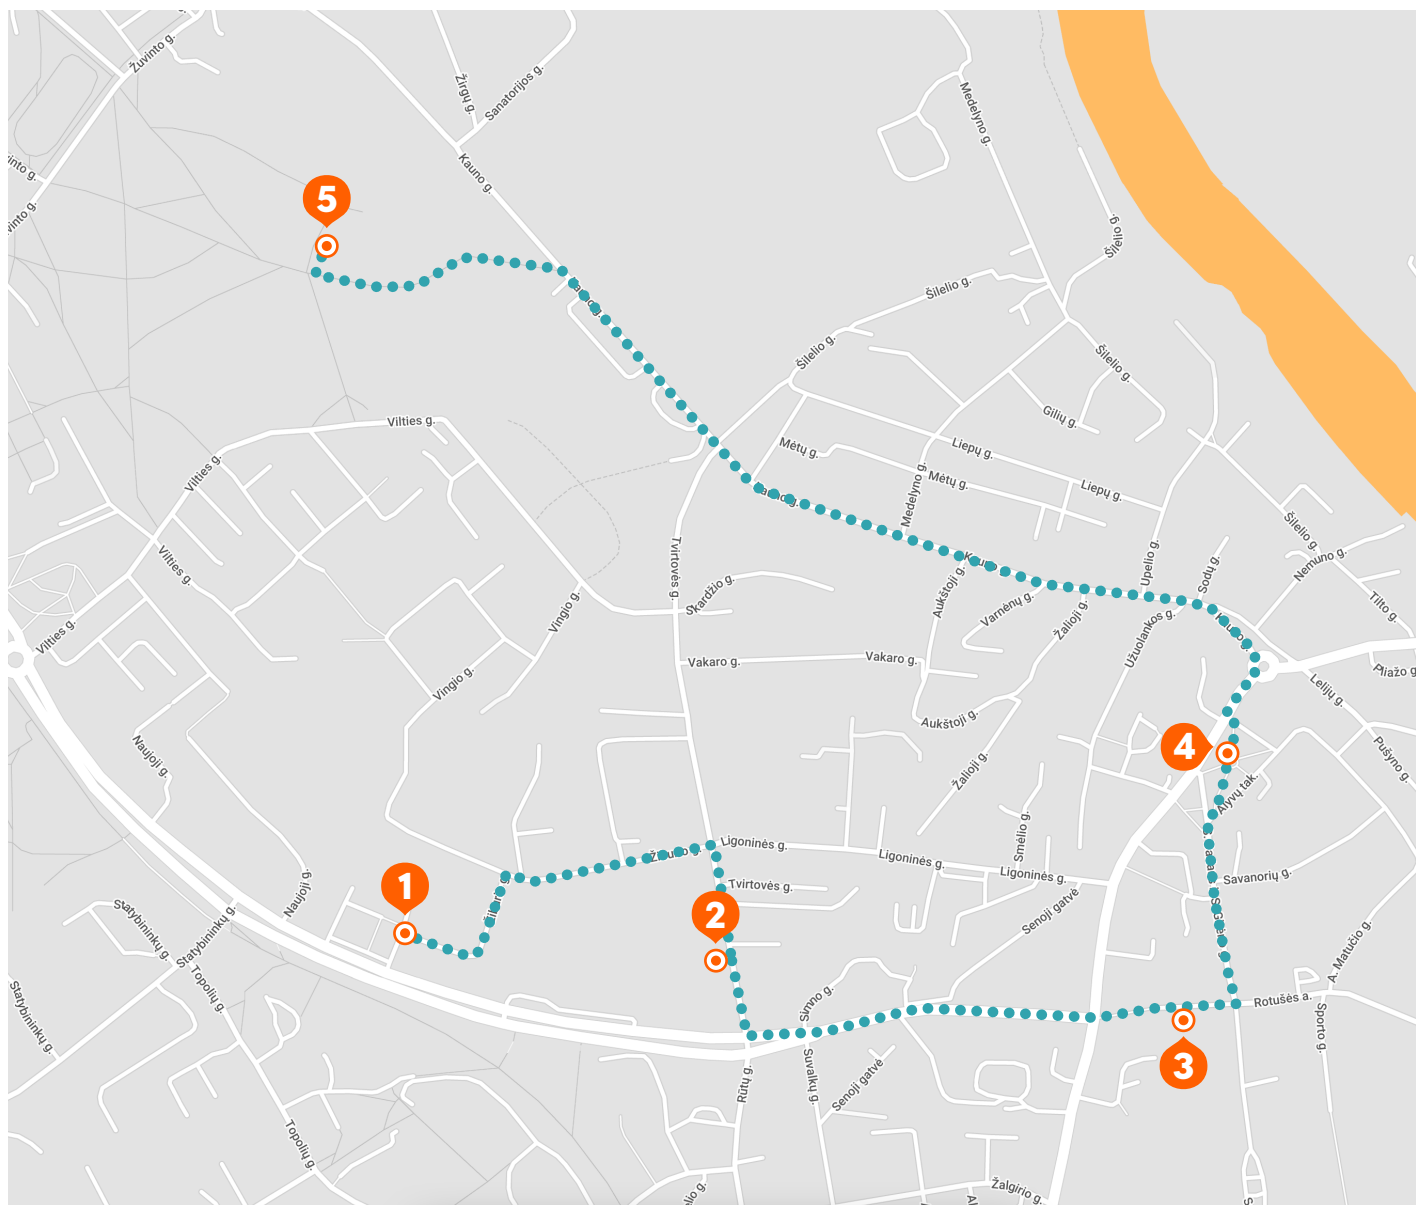 Žuvinto g.
Žirgų g.
Sanatorijos g.
Medelyno g.
Kauno g.
5
Šilelio g.
Šilelio g.
Šilelio g.
Šilelio g.
Gilių g.
Vilties g.
Mėtų g.
Liepų g.
Vilties g.
Medelyno g.
Mėtų g.
Liepų g.
Šilelio g.
Tvirtovės g.
Vilties g.
Upelio g.
Sodų g.
Nemuno g.
Skardžio g.
Aukštoji g.
Varnėnų g.
Žalioji g.
Užuolankos g.
Tilto g.
Vingio g.
Vilties g.
Vakaro g.
Vakaro g.
Pliažo g.
Vingio g.
Lelijų g.
Aukštoji g.
Naujoji g.
4
Pušyno g.
Žalioji g.
Alyvų tak.
Smėlio g.
Ligoninės g.
Ligoninės g.
Ligoninės g.
Savanorių g.
1
Tvirtovės g.
2
Naujoji g.
Senoji gatvė
Statybininkų g.
Statybininkų g.
A. Matučio g.
Topolių g.
Simno g.
Rotušės a.
Sporto g.
Statybininkų g.
3
Rūtų g.
Suvalkų g.
Senoji gatvė
Topolių g.
Žalgirio g.